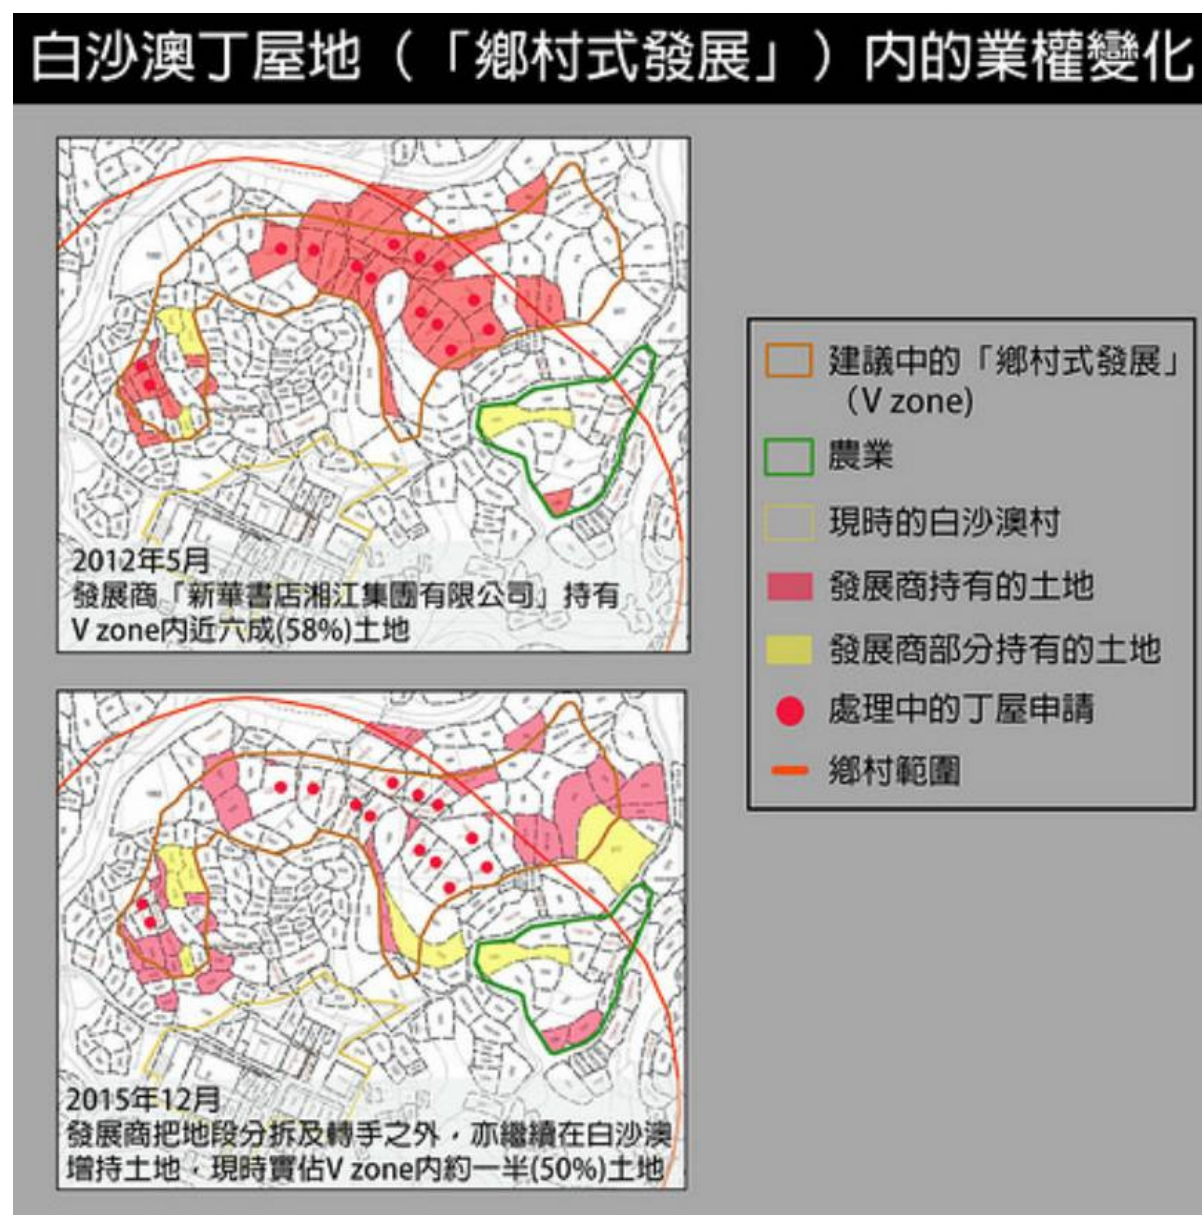 白沙澳丁屋地（「鄉村式發展」）内的業權變化
2012年5月
發展商「新華書店湘江集團有限公司」持有
V zone内近六成(58%)土地
2015年12月
發展商把地段分拆及轉手之外，亦繼續在白沙澳
增持土地，現時實佔V zone内約一半(50%)土地
建議中的「鄉村式發展」
（V zone)
農業
現時的白沙澳村
發展商持有的土地
發展商部分持有的土地
處理中的丁屋申請
鄉村範圍